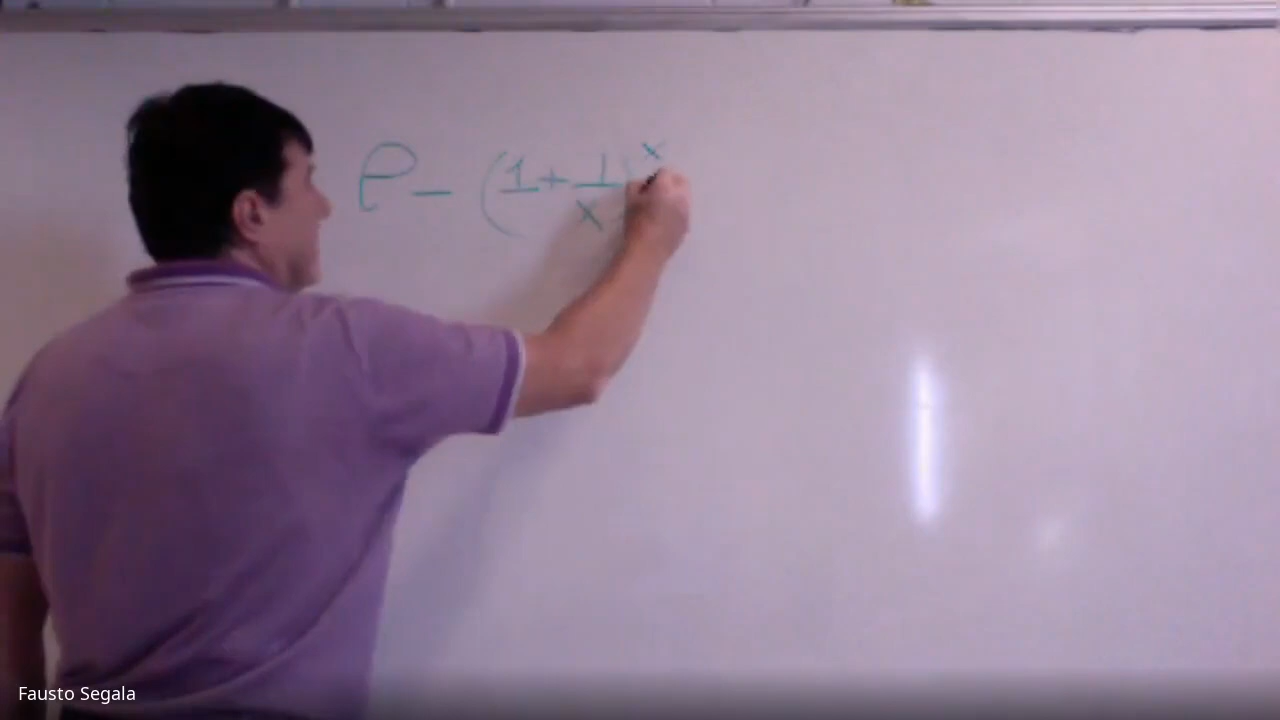 e - (1 + 1/x)^x
Fausto Segala